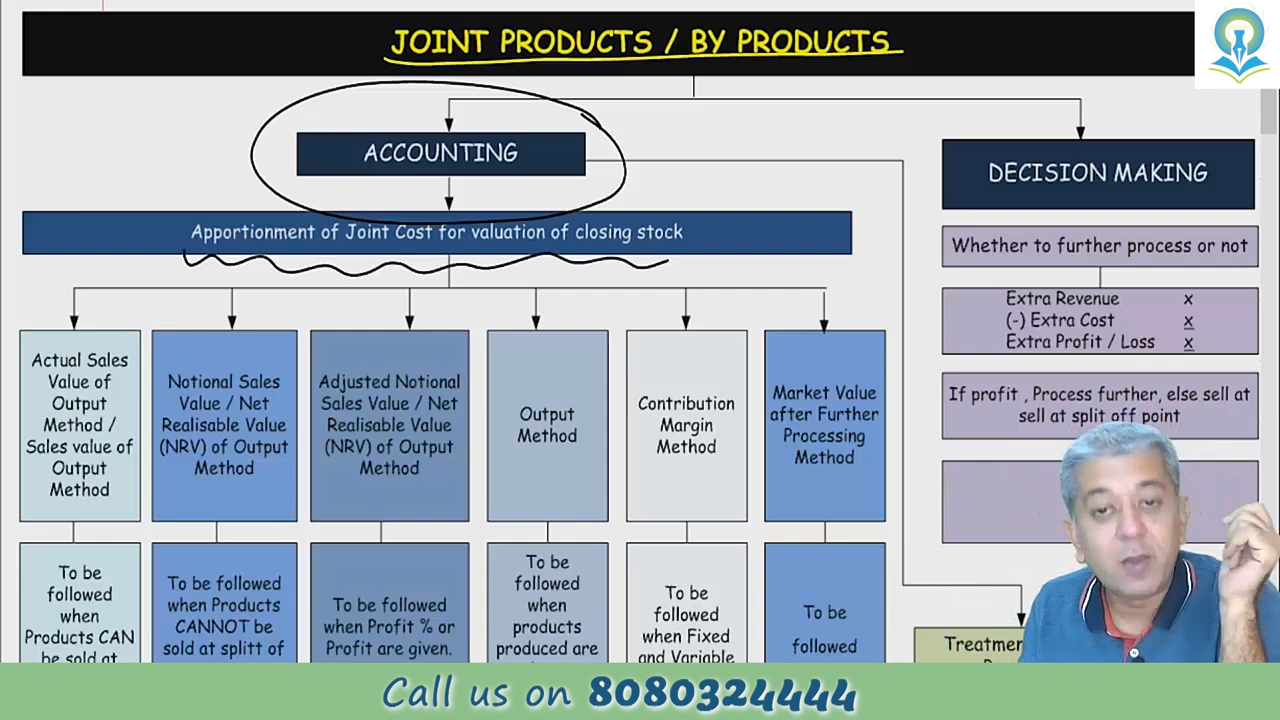 JOINT PRODUCTS / BY PRODUCTS
ACCOUNTING
Apportionment of Joint Cost for valuation of closing stock
Actual Sales
Value of
Output
Method /
Sales value of
Output
Method
Notional Sales
Value / Net
Realisable Value
(NRV) of Output
Method
Adjusted Notional
Sales Value / Net
Realisable Value
(NRV) of Output
Method
Output
Method
Contribution
Margin
Method
Market Value
after Further
Processing
Method
To be
followed
when
Products CAN
be sold at
To be followed
when Products
CANNOT be
sold at splitt of
To be followed
when Profit % or
Profit are given.
To be
followed
when
products
produced are
To be
followed
when Fixed
and Variable
To be
followed
DECISION MAKING
Whether to further process or not
Extra Revenue x
(-) Extra Cost x
Extra Profit / Loss x
If profit , Process further, else sell at
sell at split off point
Treatmen
Call us on 8080324444